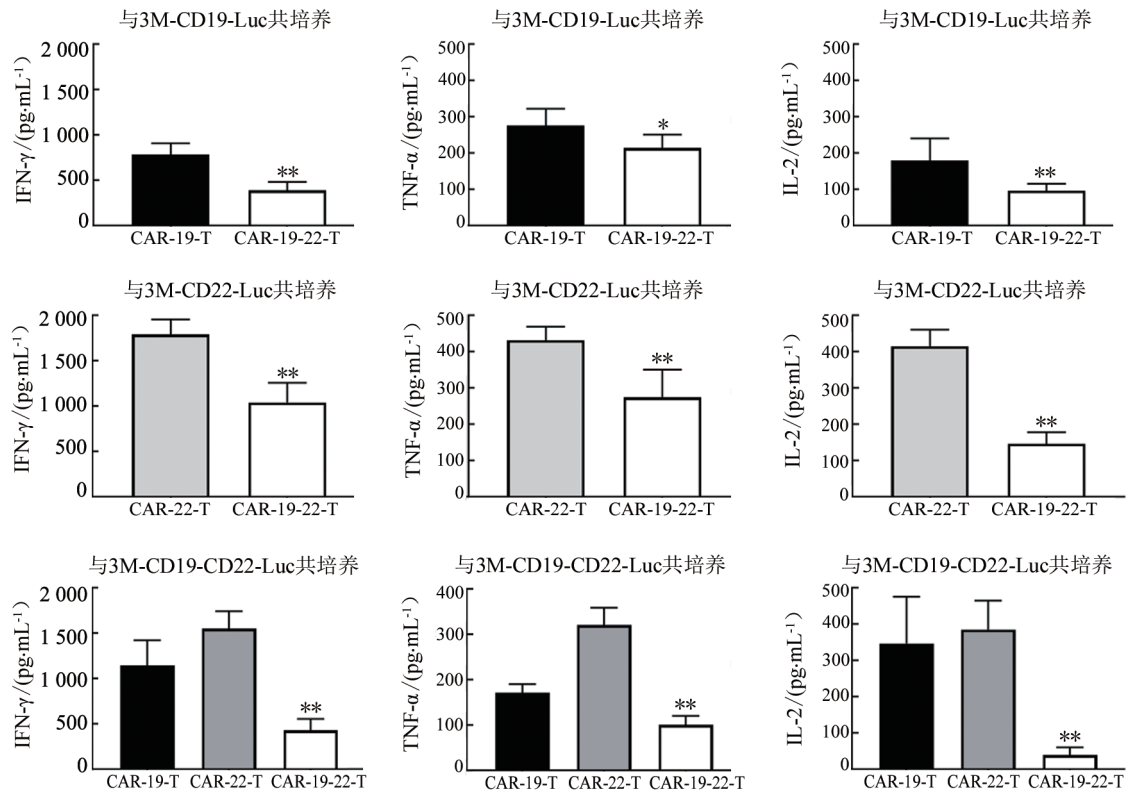 与3M-CD19-Luc共培养
IFN-γ/(pg·mL⁻¹)
2 000
1 500
1 000
500
0
**
CAR-19-T CAR-19-22-T
与3M-CD19-Luc共培养
TNF-α/(pg·mL⁻¹)
500
400
300
200
100
0
*
CAR-19-T CAR-19-22-T
与3M-CD19-Luc共培养
IL-2/(pg·mL⁻¹)
500
400
300
200
100
0
**
CAR-19-T CAR-19-22-T
与3M-CD22-Luc共培养
IFN-γ/(pg·mL⁻¹)
2 000
1 500
1 000
500
0
**
CAR-22-T CAR-19-22-T
与3M-CD22-Luc共培养
TNF-α/(pg·mL⁻¹)
500
400
300
200
100
0
**
CAR-22-T CAR-19-22-T
与3M-CD22-Luc共培养
IL-2/(pg·mL⁻¹)
500
400
300
200
100
0
**
CAR-22-T CAR-19-22-T
与3M-CD19-CD22-Luc共培养
IFN-γ/(pg·mL⁻¹)
2 000
1 500
1 000
500
0
**
CAR-19-T CAR-22-T CAR-19-22-T
与3M-CD19-CD22-Luc共培养
TNF-α/(pg·mL⁻¹)
400
300
200
100
0
**
CAR-19-T CAR-22-T CAR-19-22-T
与3M-CD19-CD22-Luc共培养
IL-2/(pg·mL⁻¹)
500
400
300
200
100
0
**
CAR-19-T CAR-22-T CAR-19-22-T